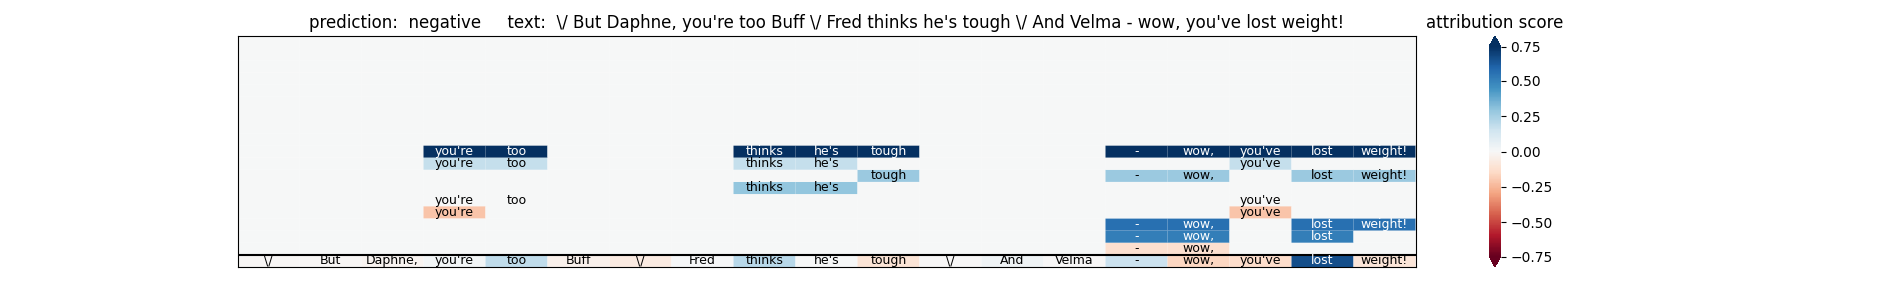 prediction: negative text: \/ But Daphne, you're too Buff \/ Fred thinks he's tough \/ And Velma - wow, you've lost weight! attribution score
0.75
0.50
0.25
0.00
−0.25
−0.50
−0.75
you're too thinks he's tough - wow, you've lost weight!
you're too thinks he's you've
tough - wow, lost weight!
thinks he's
you're too you've
you're you've
- wow, lost weight!
- wow, lost
- wow,
\/ But Daphne, you're too Buff \/ Fred thinks he's tough \/ And Velma - wow, you've lost weight!